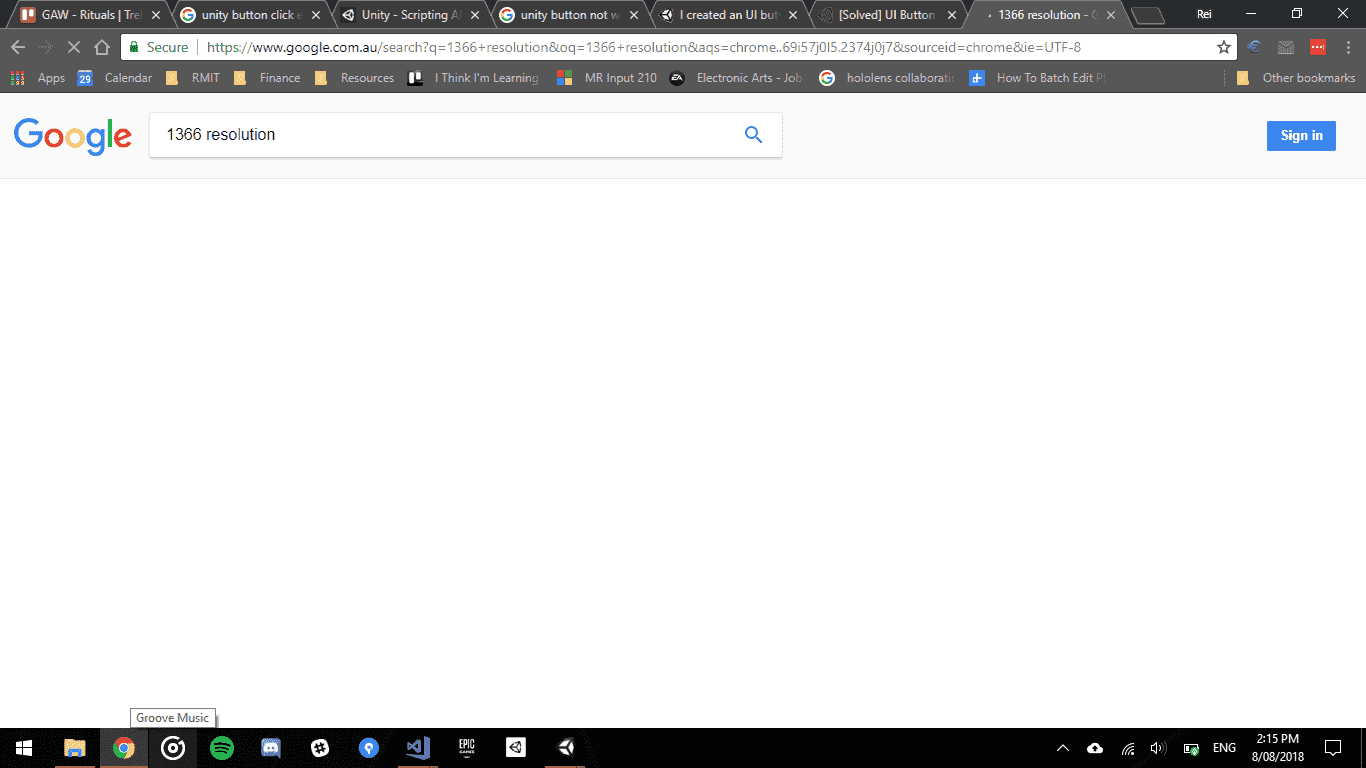 GAW - Rituals | Trel
unity button click e
Unity - Scripting AP
unity button not w
I created an UI but
[Solved] UI Button
1366 resolution - G
Rei
Secure
https://www.google.com.au/search?q=1366+resolution&oq=1366+resolution&aqs=chrome..69i57j0l5.2374j0j7&sourceid=chrome&ie=UTF-8
Apps
29
Calendar
RMIT
Finance
Resources
I Think I'm Learning
MR Input 210
EA
Electronic Arts - Job
hololens collaborati
How To Batch Edit P
Other bookmarks
Google
1366 resolution
Sign in
Groove Music
EPIC
GAMES
ENG
2:15 PM
8/08/2018